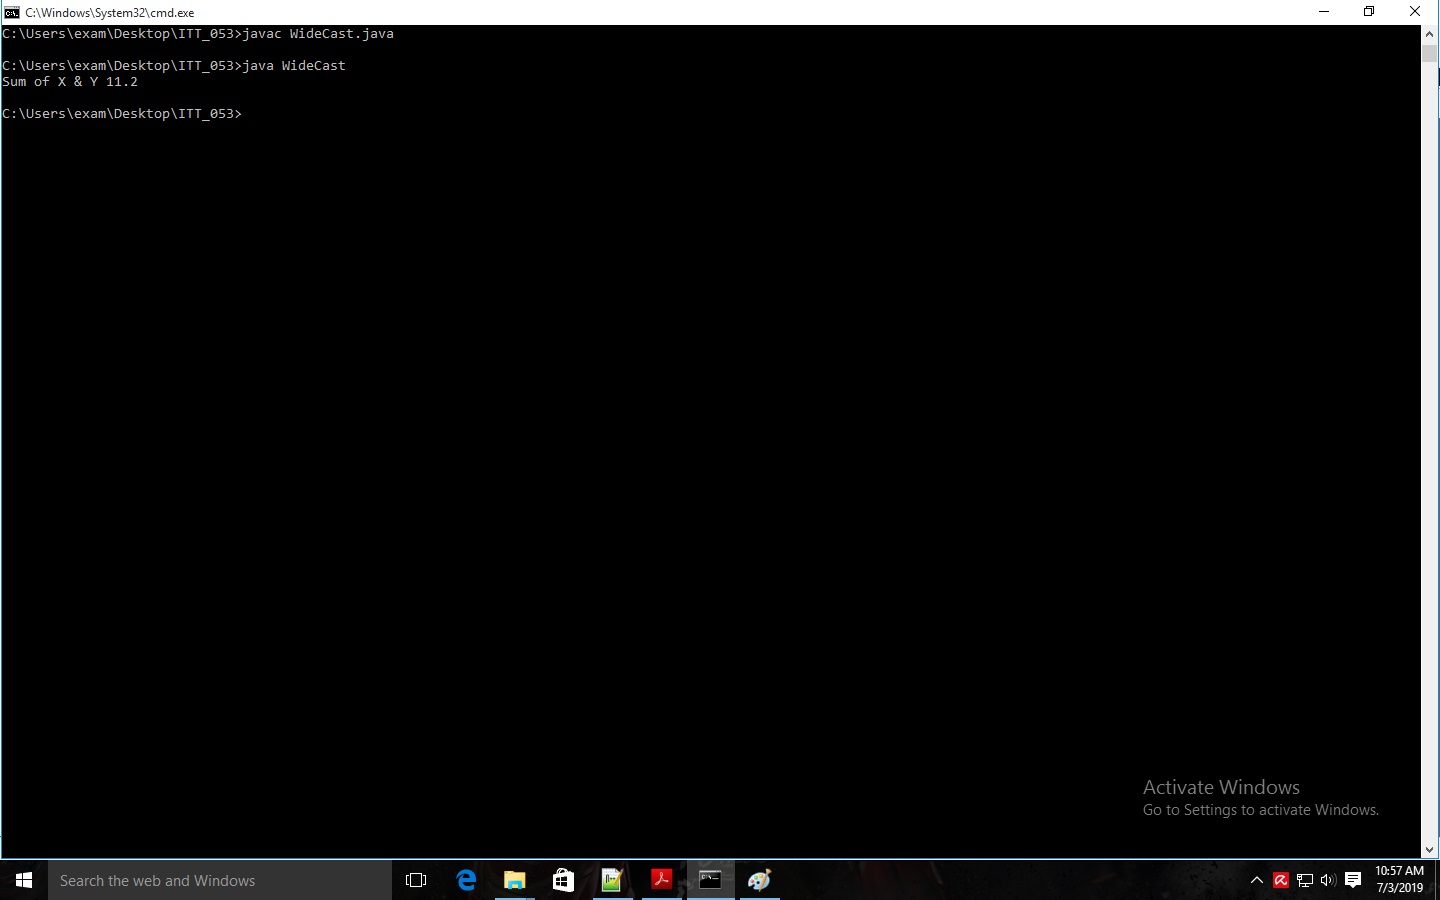 C:\Windows\System32\cmd.exe
C:\Users\exam\Desktop\ITT_053>javac WideCast.java
C:\Users\exam\Desktop\ITT_053>java WideCast
Sum of X & Y 11.2
C:\Users\exam\Desktop\ITT_053>
Activate Windows
Go to Settings to activate Windows.
Search the web and Windows
10:57 AM
7/3/2019